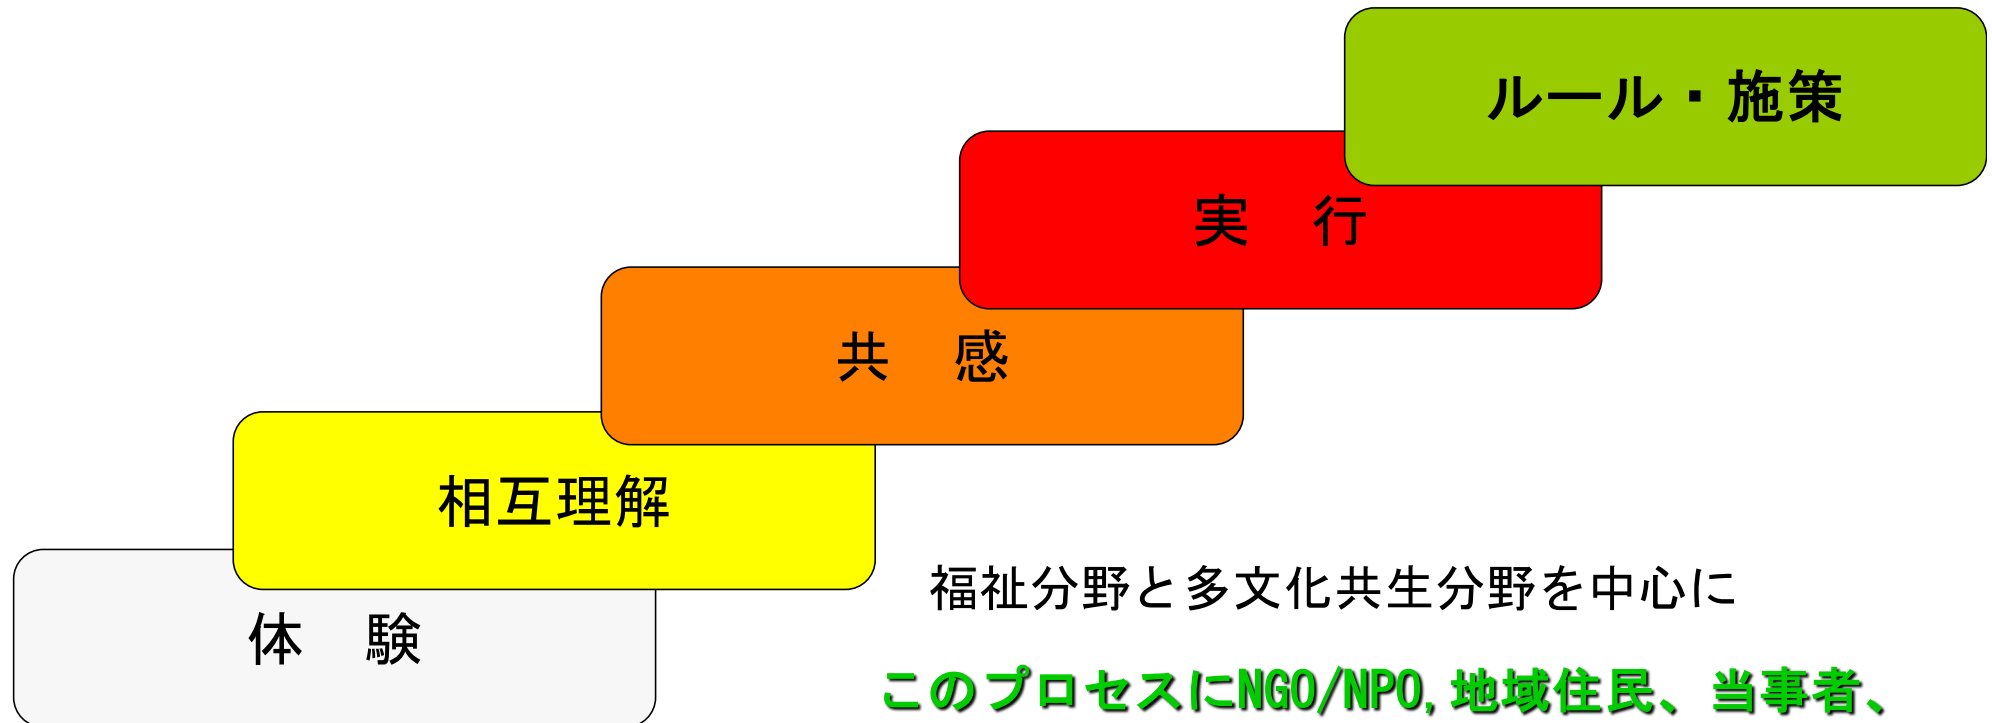 ルール・施策
実　行
共　感
相互理解
体　験
福祉分野と多文化共生分野を中心に
このプロセスにNGO/NPO,地域住民、当事者、